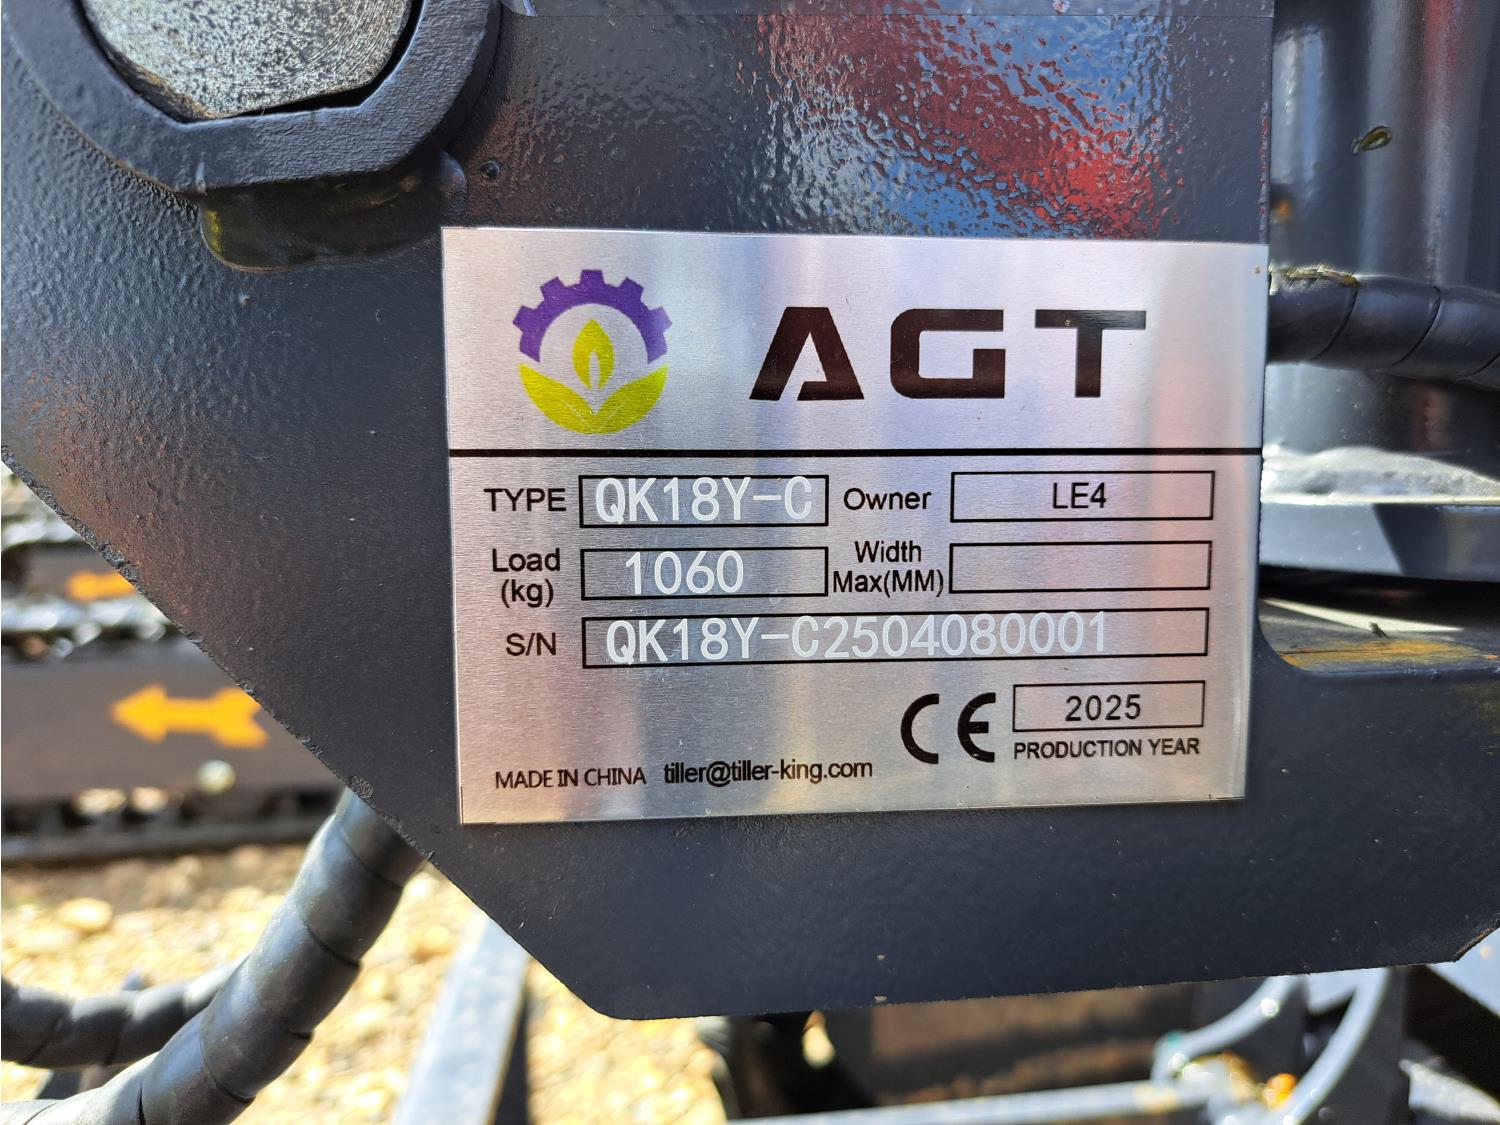 AGT
TYPE QK18Y-C Owner LE4
Load (kg) 1060 Width Max(MM)
S/N QK18Y-C2504080001
CE 2025
PRODUCTION YEAR
MADE IN CHINA tiller@tiller-king.com